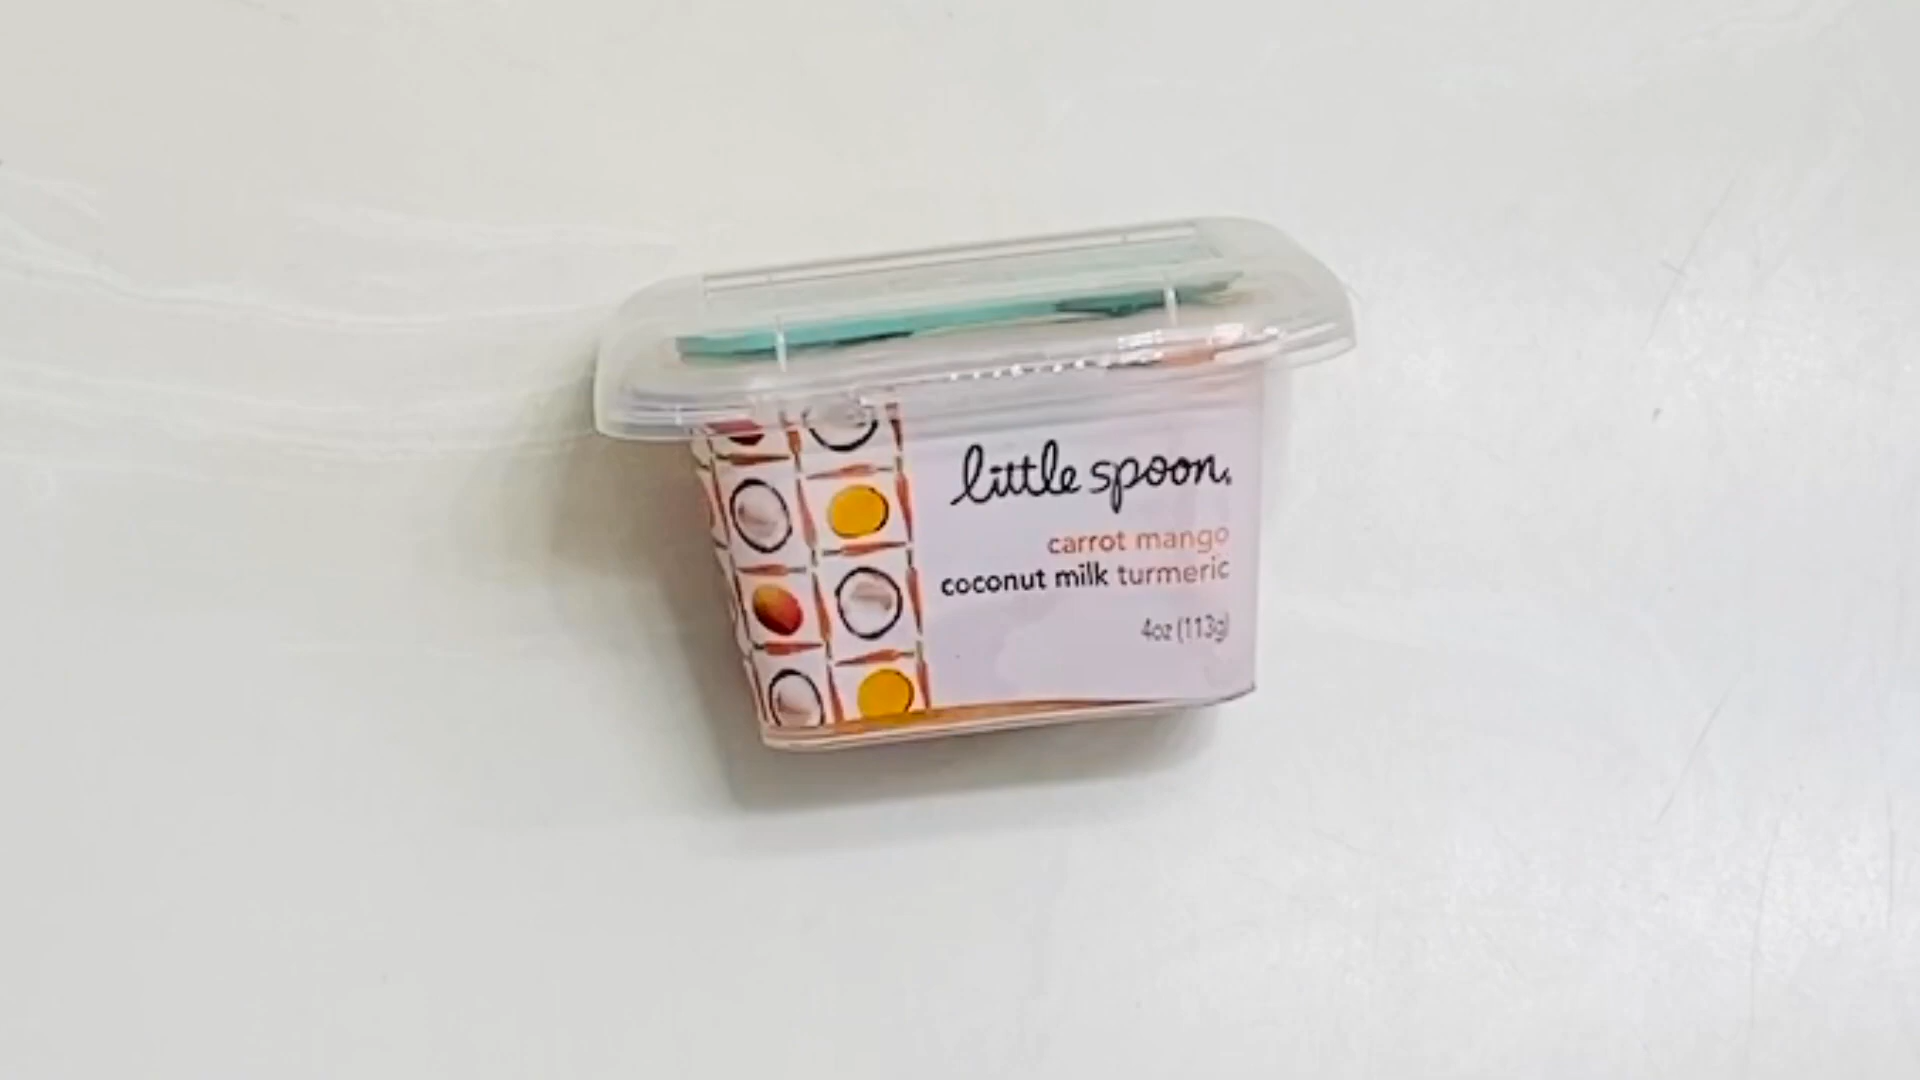 little spoon.
carrot mango
coconut milk turmeric
4oz (113g)